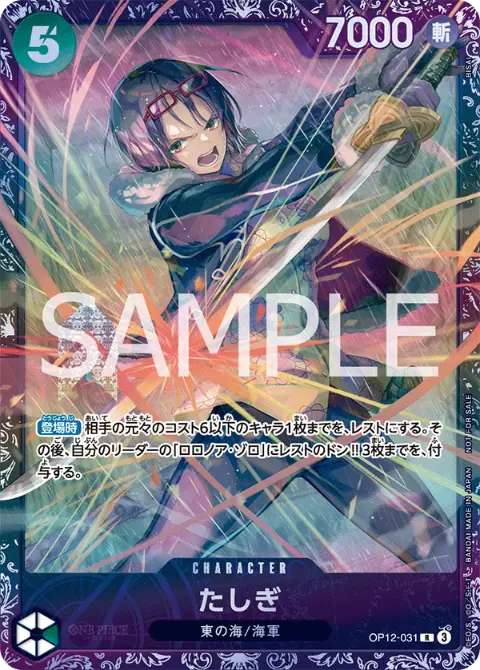 5
7000
斬
RISAI
SAMPLE
登場時 相手の元々のコスト6以下のキャラ1枚までを、レストにする。そ
の後、自分のリーダーの「ロロノア・ゾロ」にレストのドン!!3枚までを、付
与する。
CHARACTER
たしぎ
東の海/海軍
ONE PIECE
OP12-031 R 3
BANDAI MADE IN JAPAN NOT FOR SALE